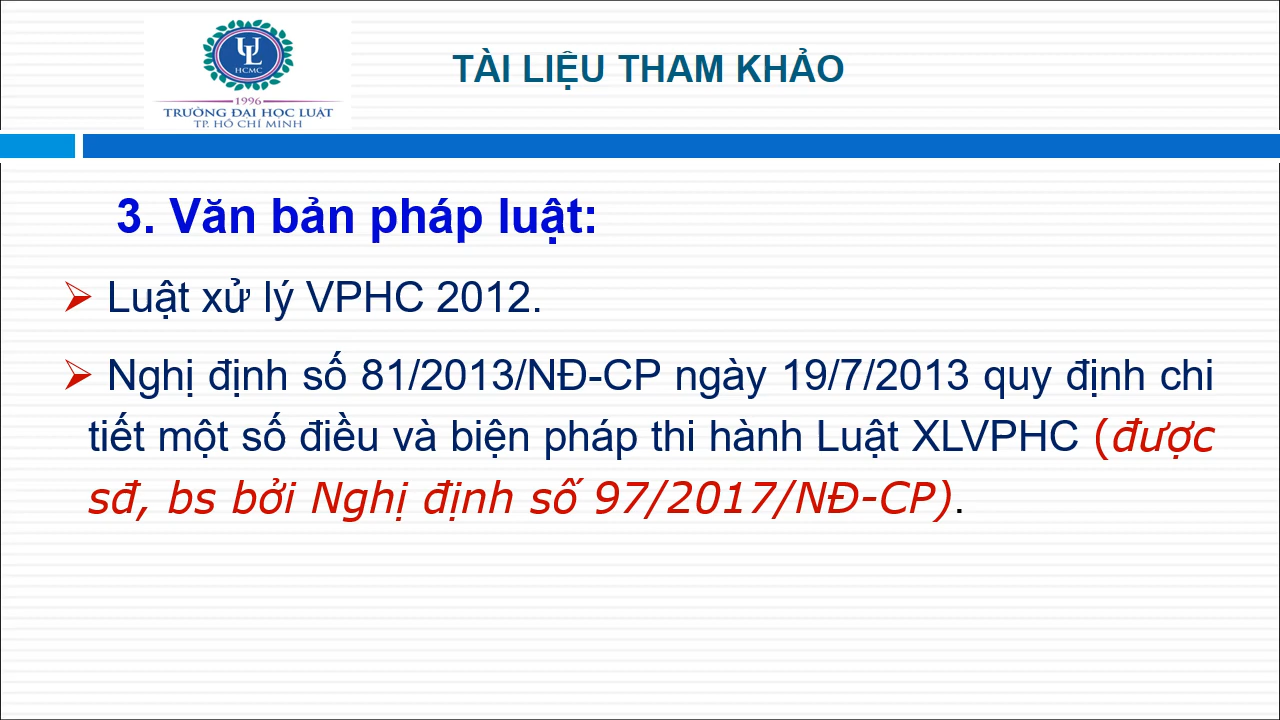 UL
HCMC
1996
TRƯỜNG ĐẠI HỌC LUẬT
TP. HỒ CHÍ MINH
TÀI LIỆU THAM KHẢO
3. Văn bản pháp luật:
Luật xử lý VPHC 2012.
Nghị định số 81/2013/NĐ-CP ngày 19/7/2013 quy định chi
tiết một số điều và biện pháp thi hành Luật XLVPHC (được
sđ, bs bởi Nghị định số 97/2017/NĐ-CP).